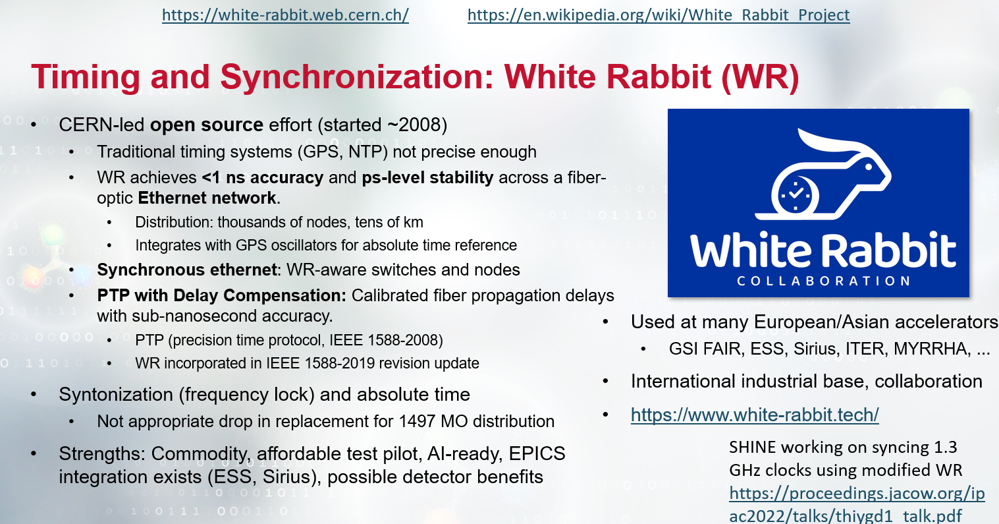 https://white-rabbit.web.cern.ch/
https://en.wikipedia.org/wiki/White_Rabbit_Project
Timing and Synchronization: White Rabbit (WR)
• CERN-led open source effort (started ~2008)
• Traditional timing systems (GPS, NTP) not precise enough
• WR achieves <1 ns accuracy and ps-level stability across a fiber-
optic Ethernet network.
• Distribution: thousands of nodes, tens of km
• Integrates with GPS oscillators for absolute time reference
• Synchronous ethernet: WR-aware switches and nodes
• PTP with Delay Compensation: Calibrated fiber propagation delays
with sub-nanosecond accuracy.
• PTP (precision time protocol, IEEE 1588-2008)
• WR incorporated in IEEE 1588-2019 revision update
• Syntonization (frequency lock) and absolute time
• Not appropriate drop in replacement for 1497 MO distribution
• Strengths: Commodity, affordable test pilot, AI-ready, EPICS
integration exists (ESS, Sirius), possible detector benefits
White Rabbit
COLLABORATION
• Used at many European/Asian accelerators
• GSI FAIR, ESS, Sirius, ITER, MYRRHA, ...
• International industrial base, collaboration
• https://www.white-rabbit.tech/
SHINE working on syncing 1.3
GHz clocks using modified WR
https://proceedings.jacow.org/ip
ac2022/talks/thiygd1_talk.pdf